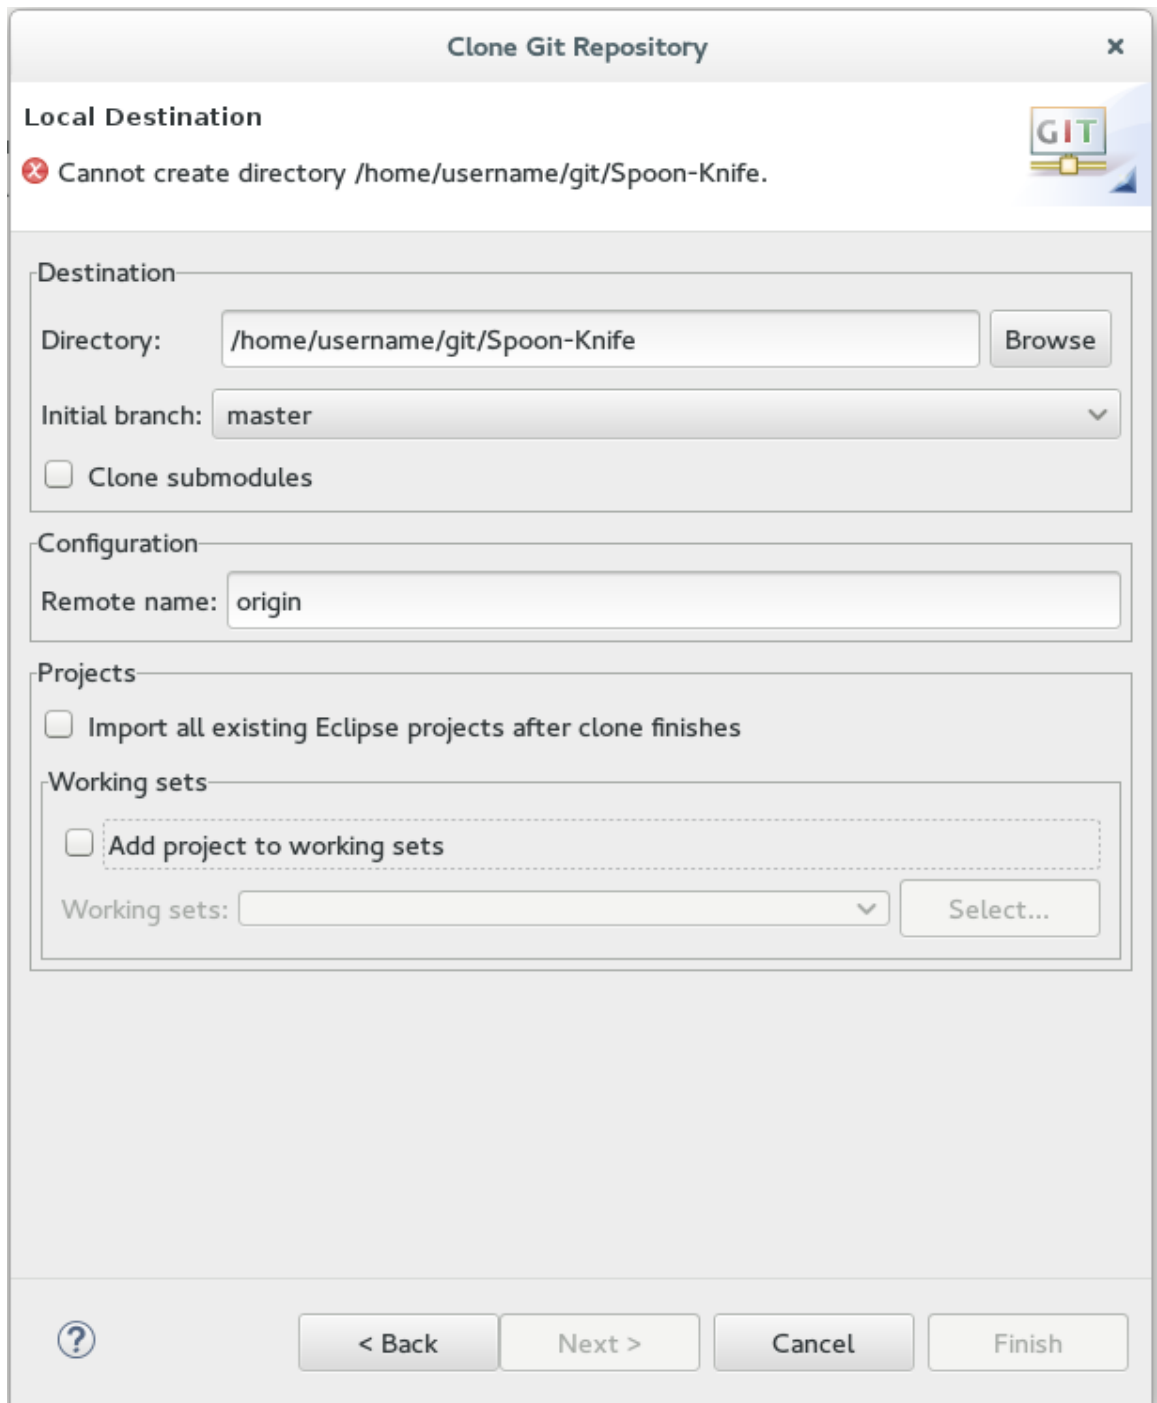 Clone Git Repository ×
Local Destination
GIT
Cannot create directory /home/username/git/Spoon-Knife.
Destination
Directory: /home/username/git/Spoon-Knife Browse
Initial branch: master
Clone submodules
Configuration
Remote name: origin
Projects
Import all existing Eclipse projects after clone finishes
Working sets
Add project to working sets
Working sets: Select...
? < Back Next > Cancel Finish